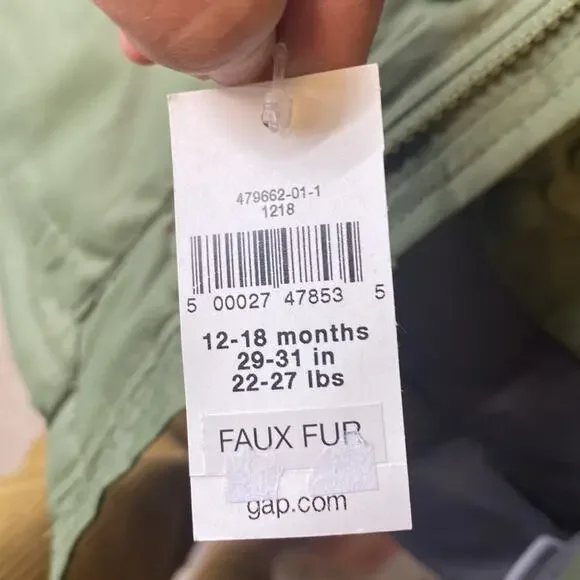 479662-01-1
1218
5 00027 47853 5
12-18 months
29-31 in
22-27 lbs
FAUX FUR
gap.com